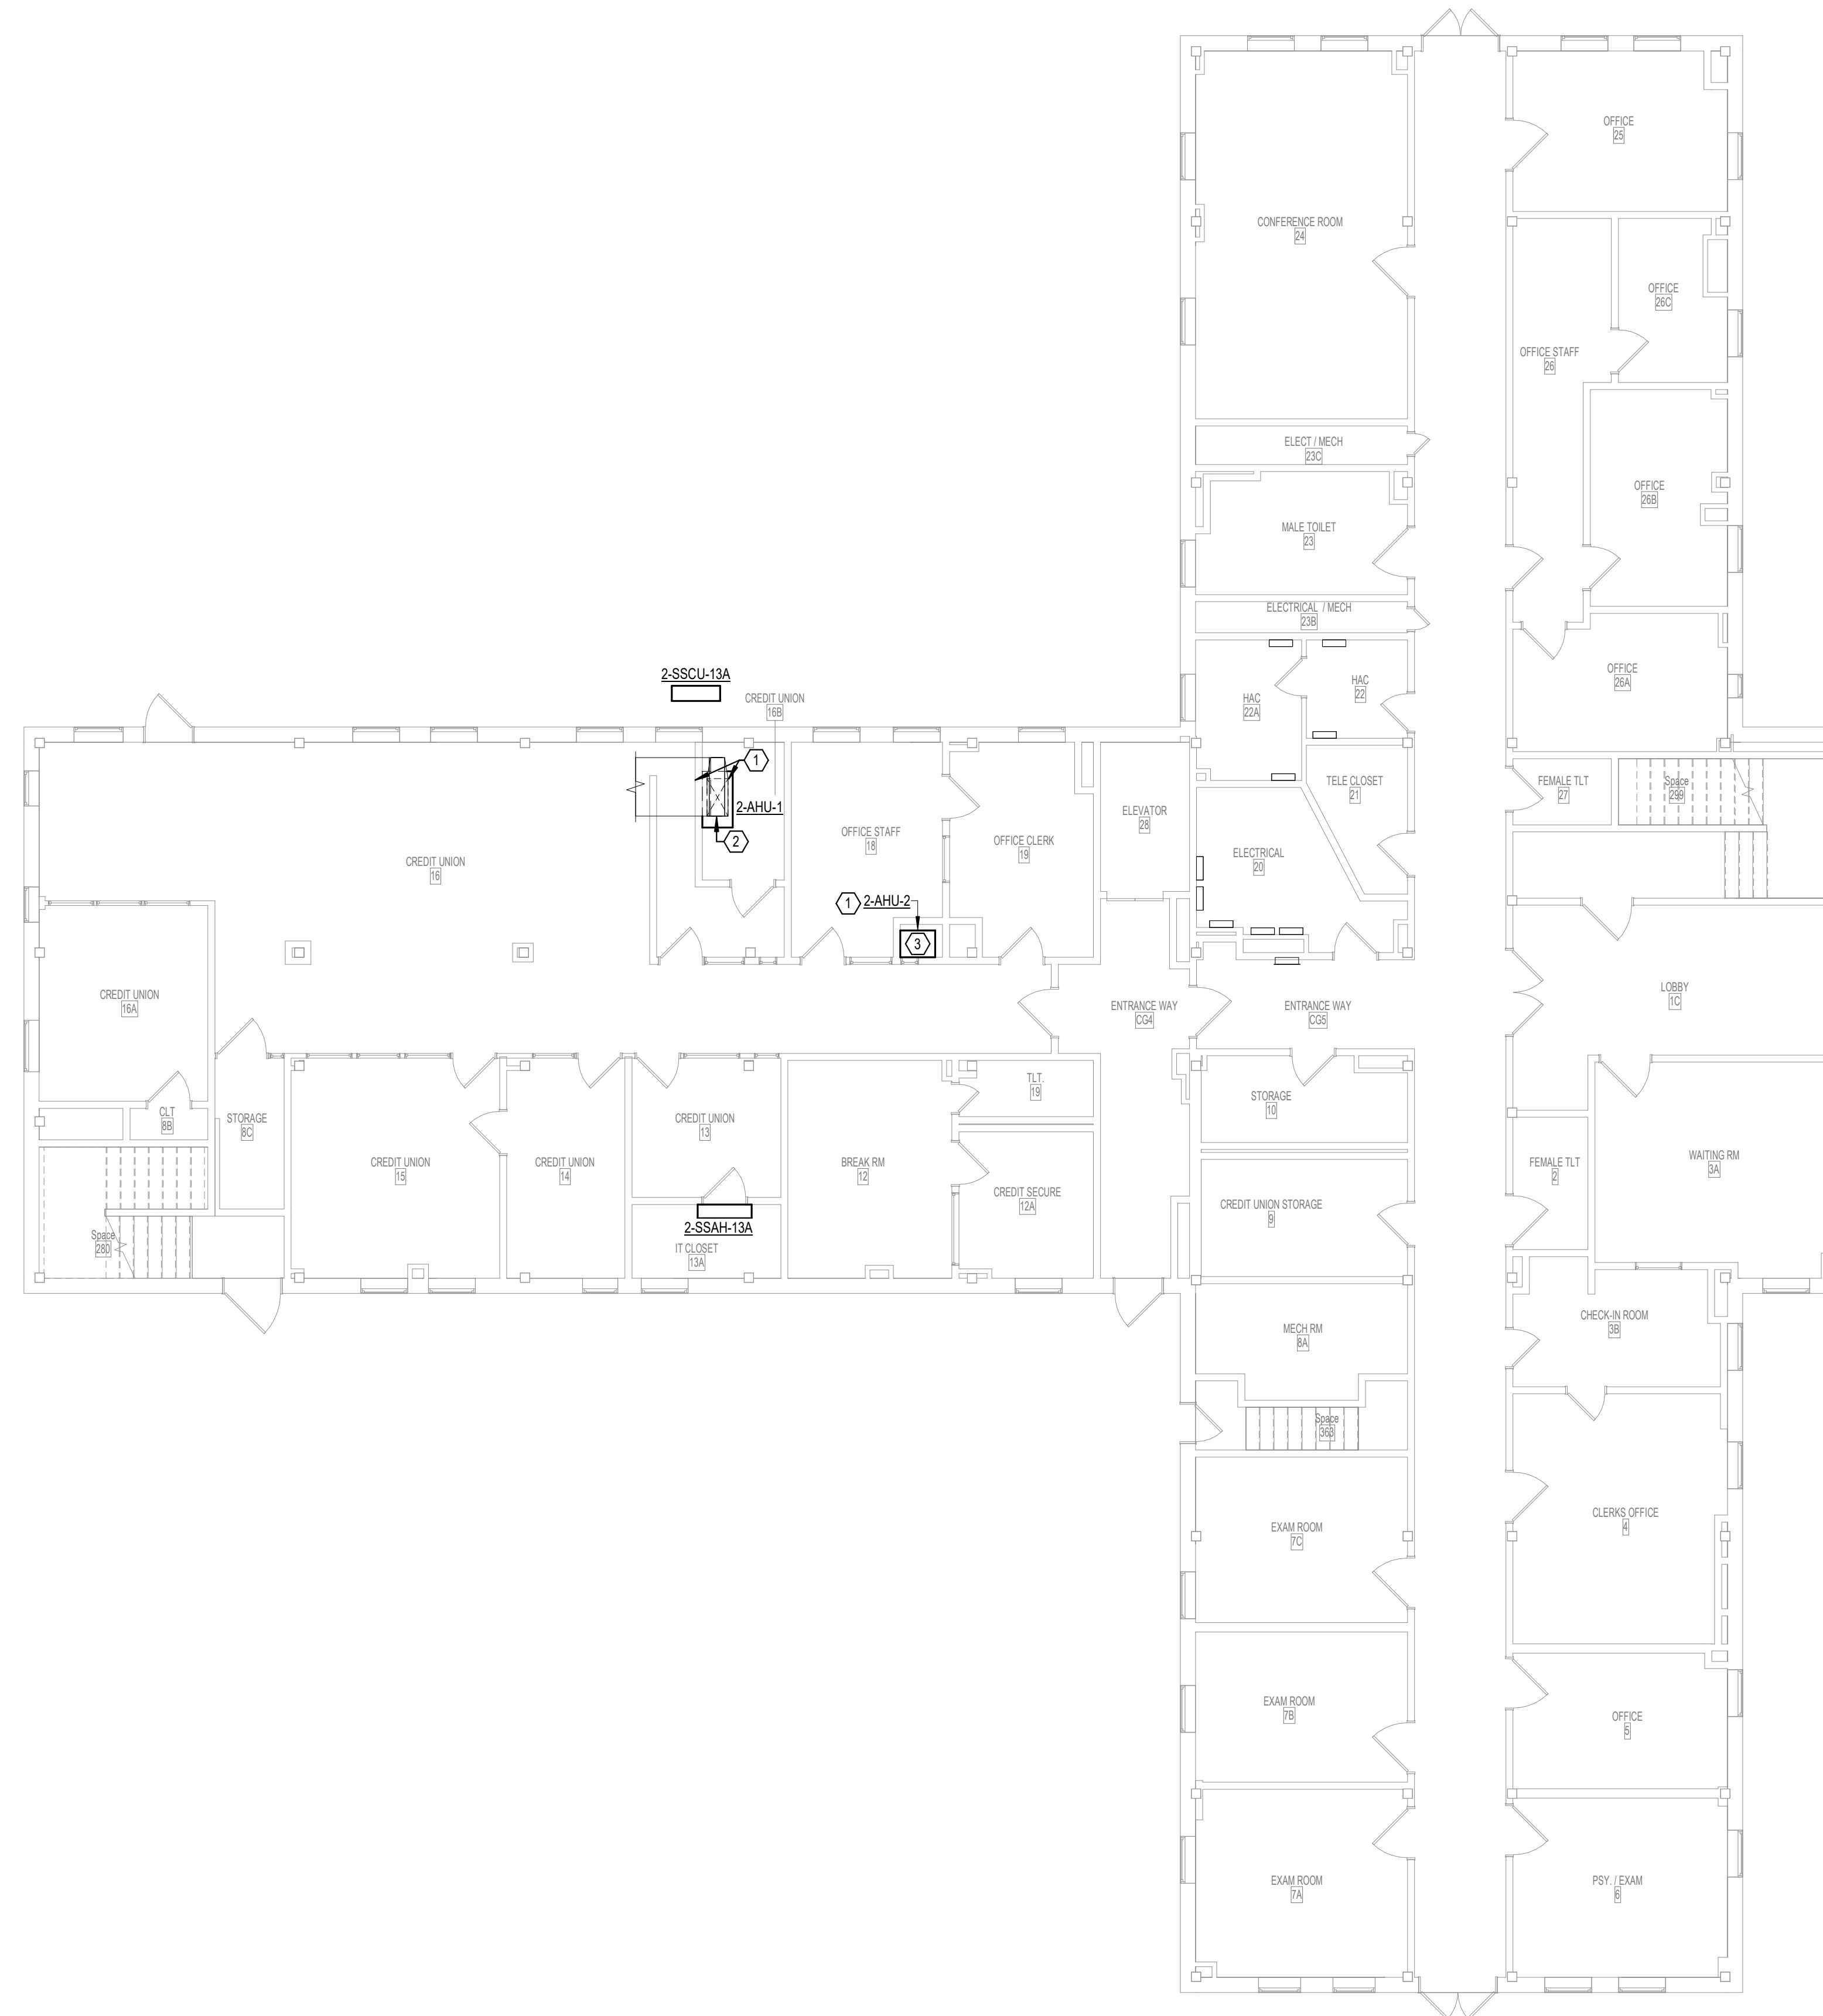 OFFICE
25
CONFERENCE ROOM
24
OFFICE
26C
OFFICE STAFF
26
ELECT / MECH
23C
OFFICE
26B
MALE TOILET
23
ELECTRICAL / MECH
23B
OFFICE
26A
HAC
22
HAC
22A
2-SSCU-13A
CREDIT UNION
16B
1
2-AHU-1
2
TELE CLOSET
21
FEMALE TLT
27
Space
299
ELEVATOR
28
OFFICE STAFF
18
OFFICE CLERK
19
ELECTRICAL
20
CREDIT UNION
16
1
2-AHU-2
3
CREDIT UNION
16A
ENTRANCE WAY
CG4
ENTRANCE WAY
CG5
LOBBY
1C
TLT.
19
STORAGE
10
CLT
8B
STORAGE
8C
CREDIT UNION
13
CREDIT UNION
15
CREDIT UNION
14
BREAK RM
12
CREDIT SECURE
12A
CREDIT UNION STORAGE
9
FEMALE TLT
2
WAITING RM
3A
2-SSAH-13A
Space
280
IT CLOSET
13A
MECH RM
8A
CHECK-IN ROOM
3B
Space
363
EXAM ROOM
7C
CLERKS OFFICE
4
EXAM ROOM
7B
OFFICE
5
EXAM ROOM
7A
PSY. / EXAM
6